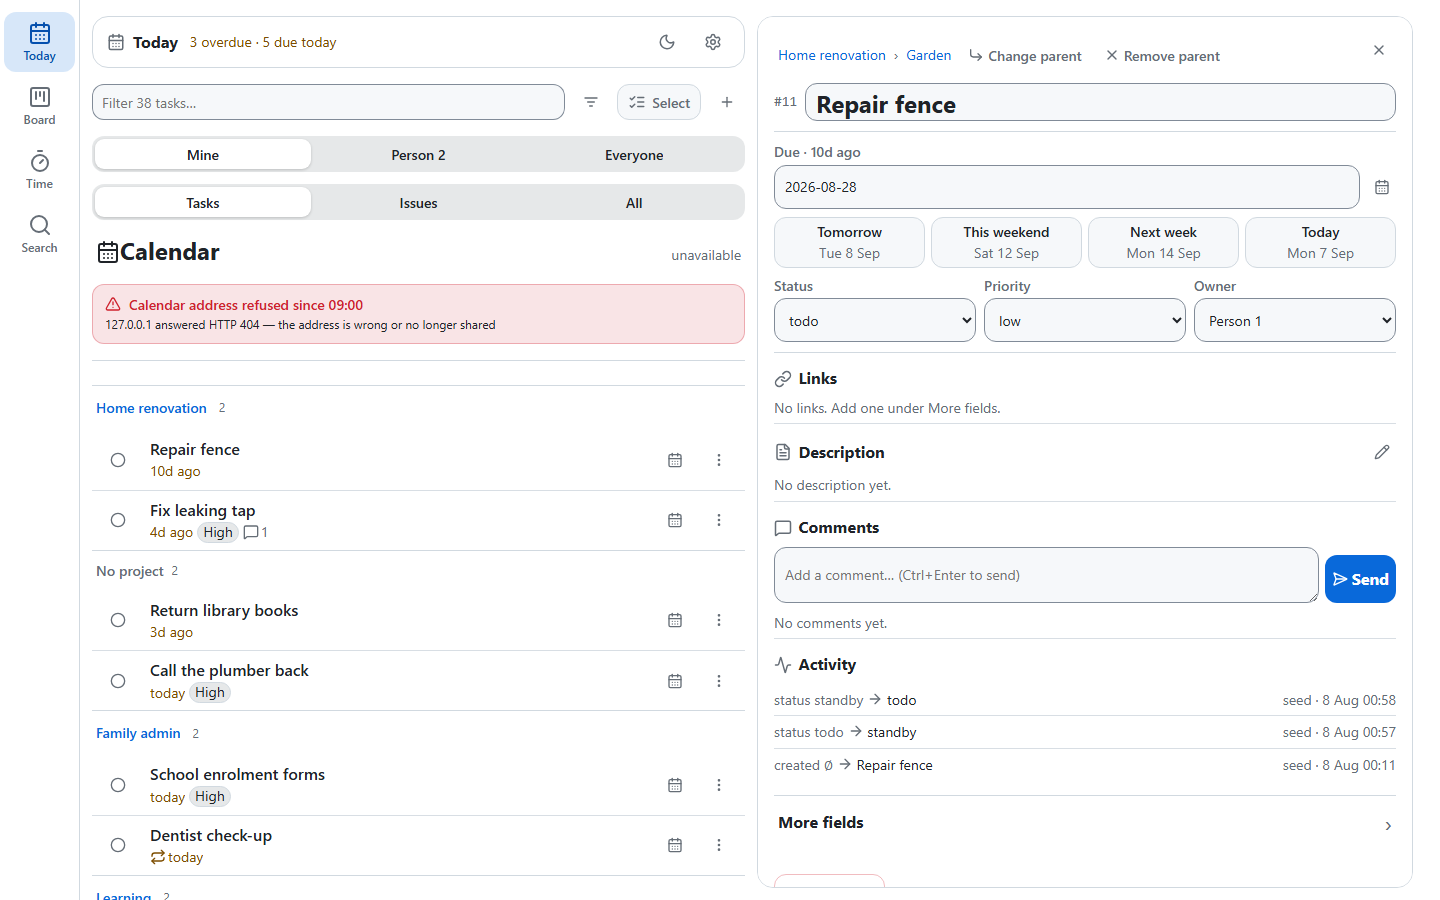 Today
Board
Time
Search
Today 3 overdue · 5 due today
Filter 38 tasks...
Select
Mine Person 2 Everyone
Tasks Issues All
Calendar unavailable
Calendar address refused since 09:00
127.0.0.1 answered HTTP 404 — the address is wrong or no longer shared
Home renovation 2
Repair fence
10d ago
Fix leaking tap
4d ago High 1
No project 2
Return library books
3d ago
Call the plumber back
today High
Family admin 2
School enrolment forms
today High
Dentist check-up
today
Learning 2
Home renovation › Garden Change parent Remove parent
#11 Repair fence
Due · 10d ago
2026-08-28
Tomorrow This weekend Next week Today
Tue 8 Sep Sat 12 Sep Mon 14 Sep Mon 7 Sep
Status Priority Owner
todo low Person 1
Links
No links. Add one under More fields.
Description
No description yet.
Comments
Add a comment... (Ctrl+Enter to send)
Send
No comments yet.
Activity
status standby → todo seed · 8 Aug 00:58
status todo → standby seed · 8 Aug 00:57
created ∅ → Repair fence seed · 8 Aug 00:11
More fields ›